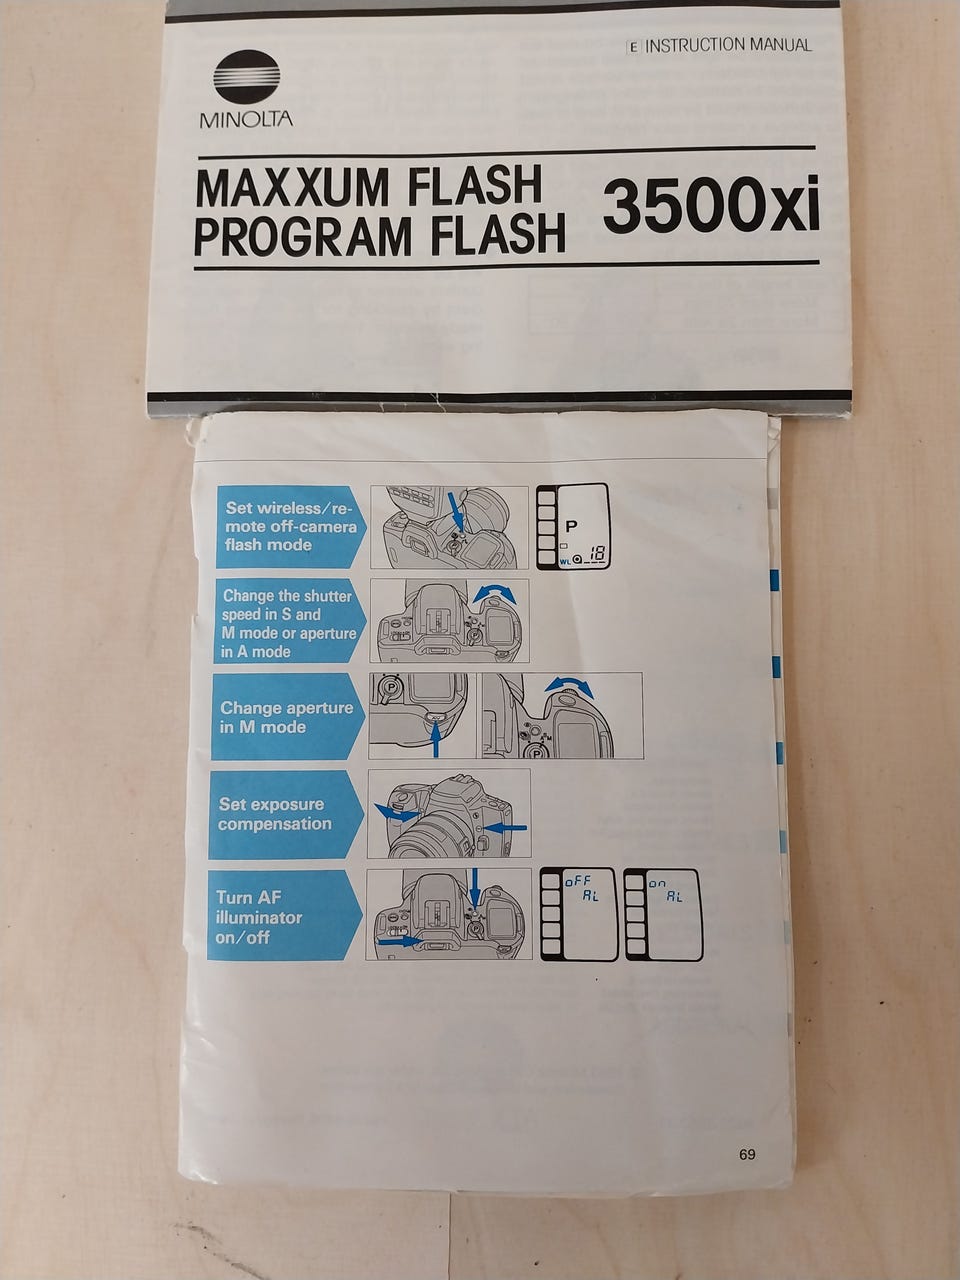 E INSTRUCTION MANUAL
MINOLTA
MAXXUM FLASH
PROGRAM FLASH
3500xi
Set wireless/re-
mote off-camera
flash mode
P
WL 18
Change the shutter
speed in S and
M mode or aperture
in A mode
Change aperture
in M mode
P
P
A
M
Set exposure
compensation
Turn AF
illuminator
on/off
oFF
AL
on
AL
69